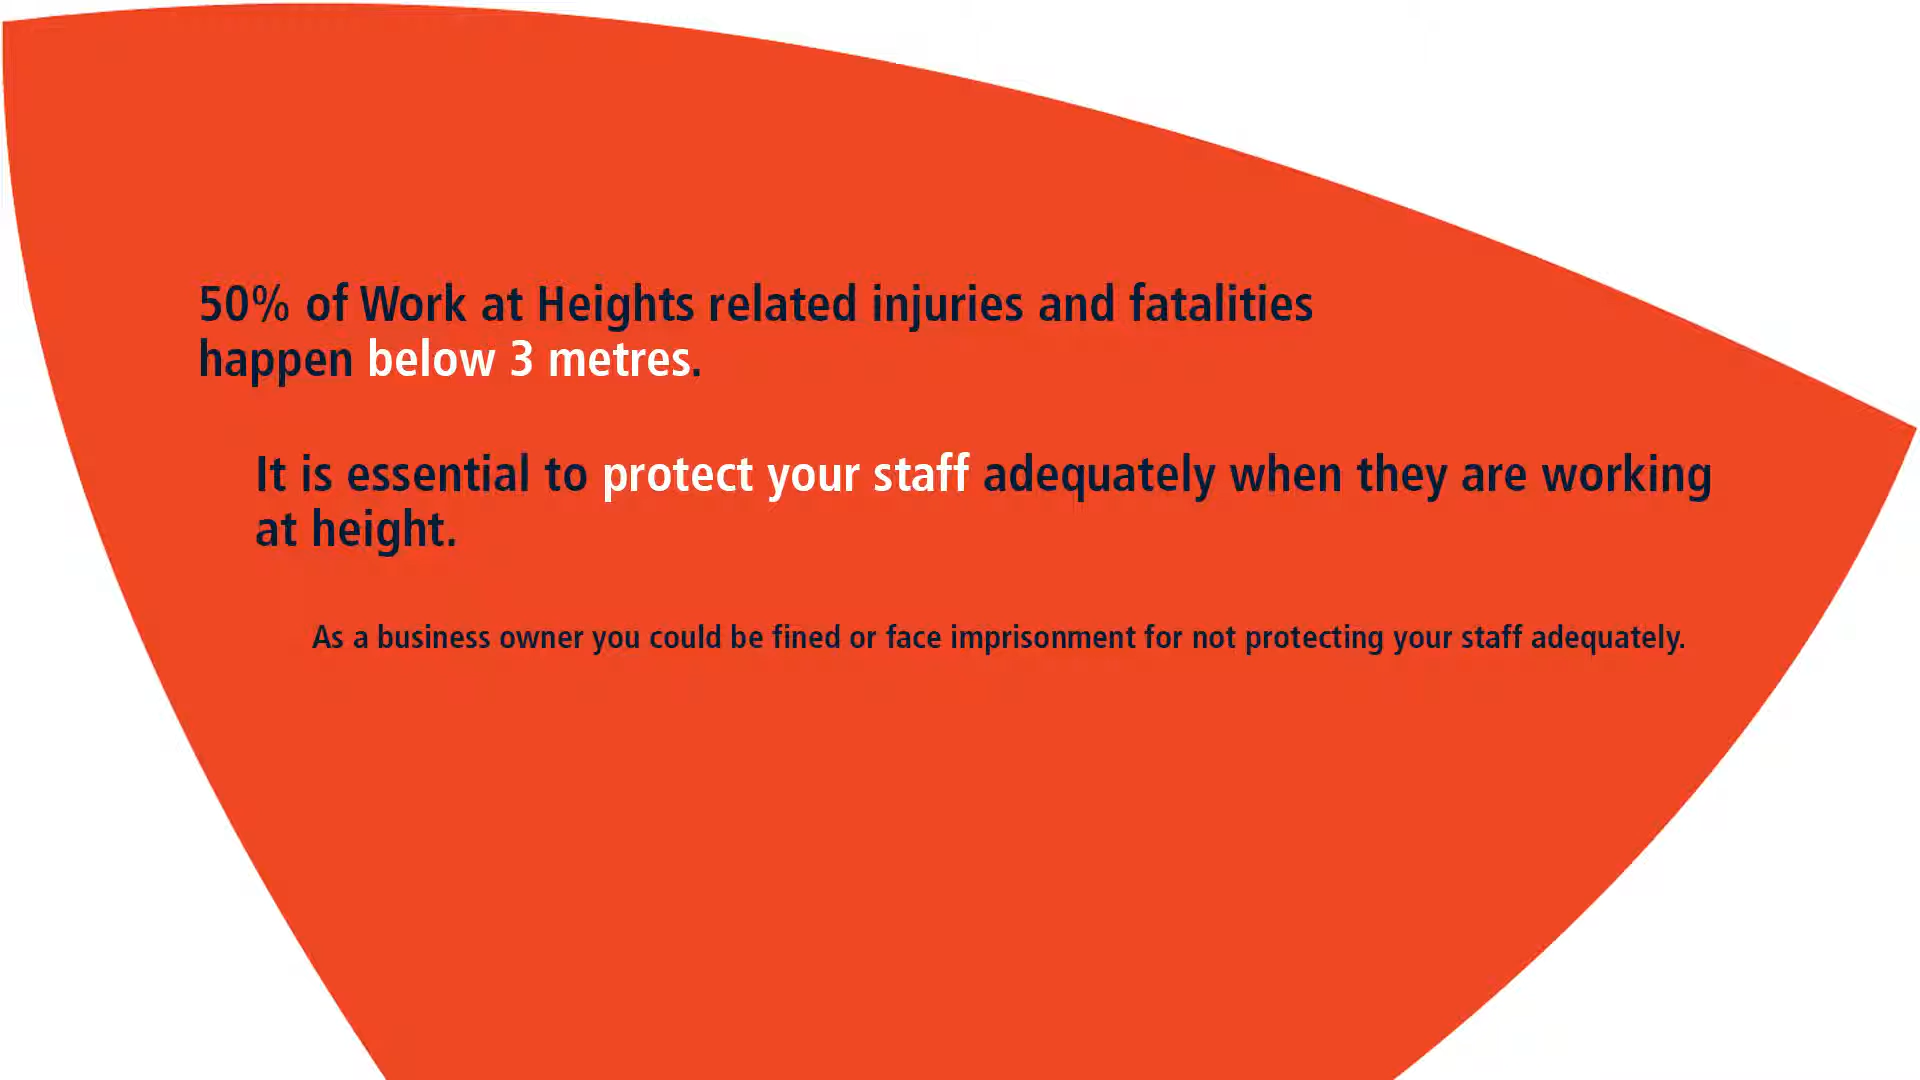 50% of Work at Heights related injuries and fatalities
happen below 3 metres.
It is essential to protect your staff adequately when they are working
at height.
As a business owner you could be fined or face imprisonment for not protecting your staff adequately.